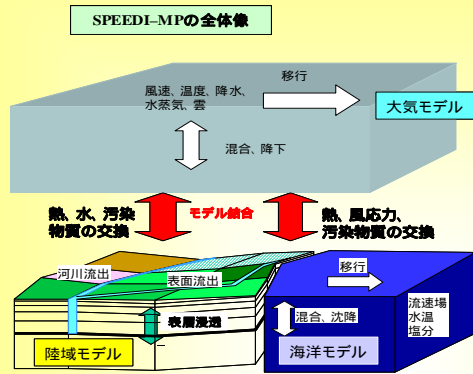 SPEEDI–MPの全体像
風速、温度、降水、
水蒸気、雲
移行
大気モデル
混合、降下
熱、水、汚染
物質の交換
モデル結合
熱、風応力、
汚染物質の交換
河川流出
表面流出
移行
表層浸透
混合、沈降
流速場
水温
塩分
陸域モデル
海洋モデル